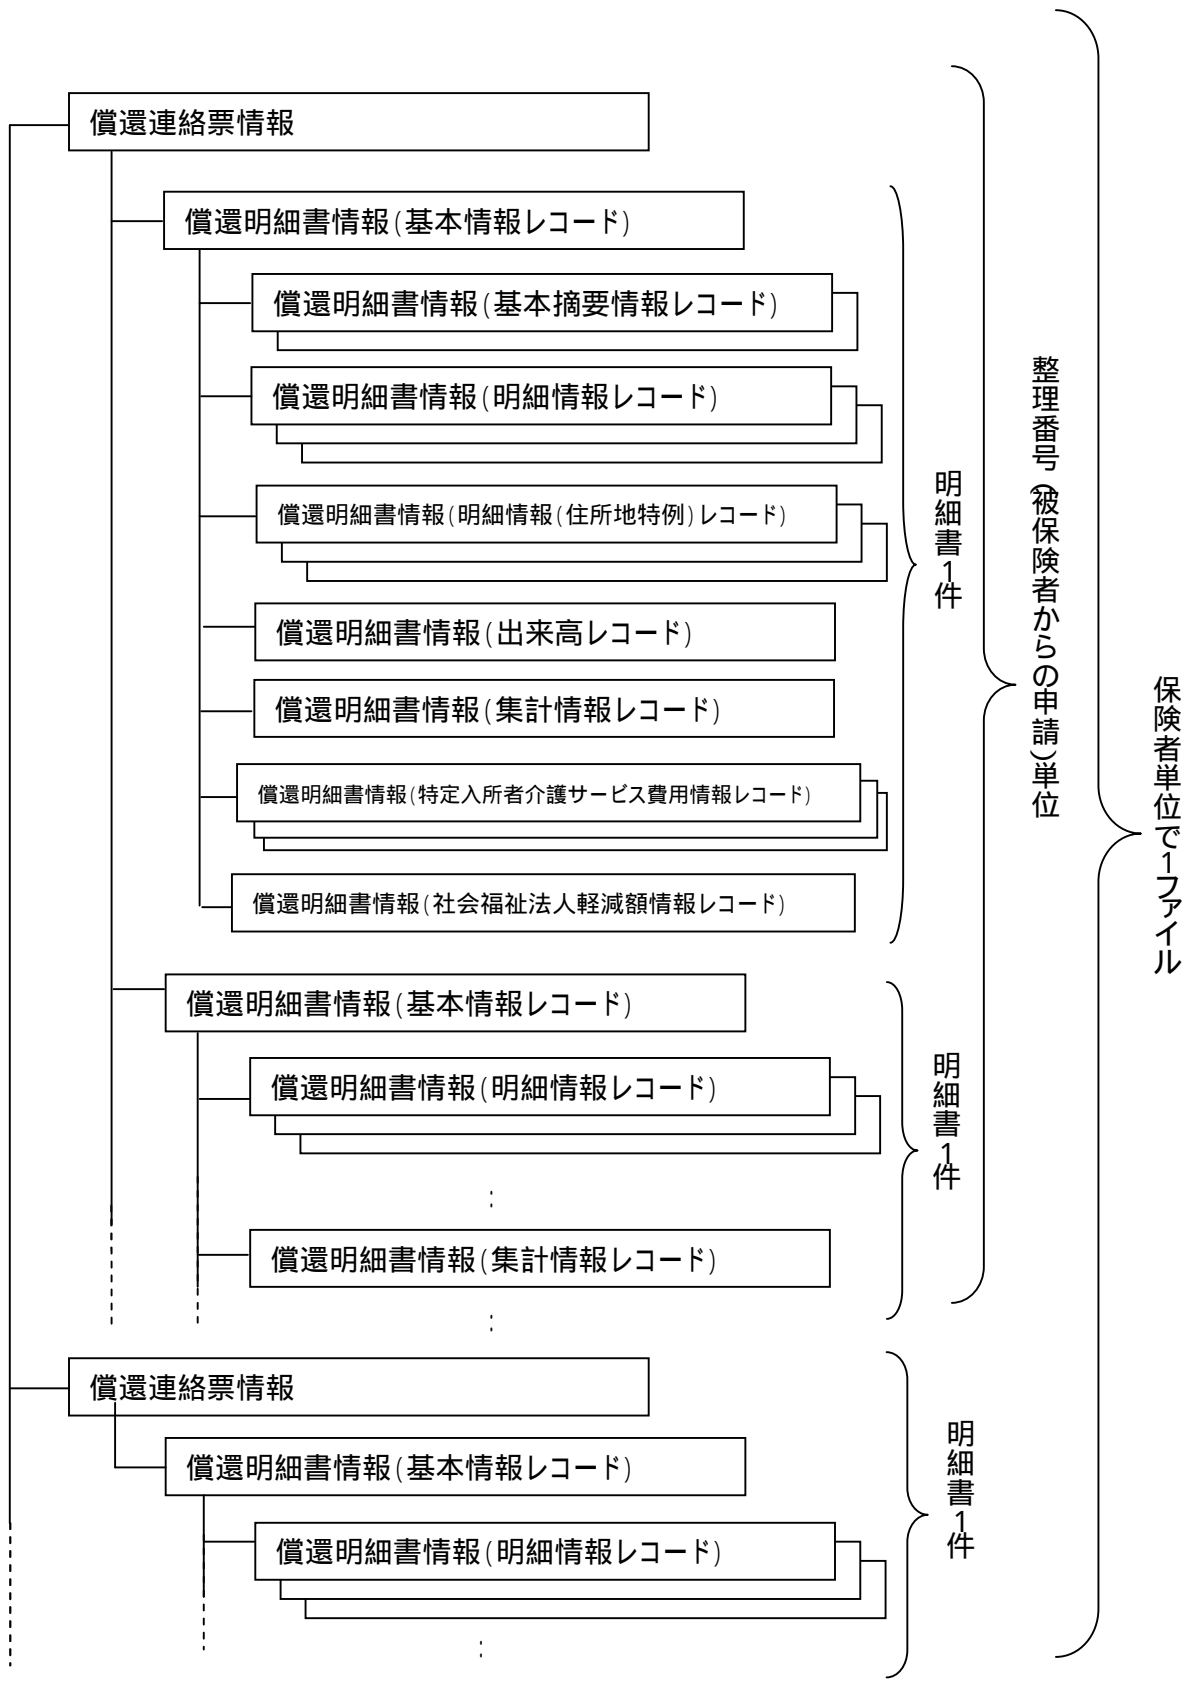 償還連絡票情報
償還明細書情報(基本情報レコード)
償還明細書情報(基本摘要情報レコード)
償還明細書情報(明細情報レコード)
償還明細書情報(明細情報(住所地特例)レコード)
償還明細書情報(出来高レコード)
償還明細書情報(集計情報レコード)
償還明細書情報(特定入所者介護サービス費用情報レコード)
償還明細書情報(社会福祉法人軽減額情報レコード)
明細書1件
償還明細書情報(基本情報レコード)
償還明細書情報(明細情報レコード)
:
償還明細書情報(集計情報レコード)
:
明細書1件
整理番号(被保険者からの申請)単位
償還連絡票情報
償還明細書情報(基本情報レコード)
償還明細書情報(明細情報レコード)
:
明細書1件
保険者単位で1ファイル